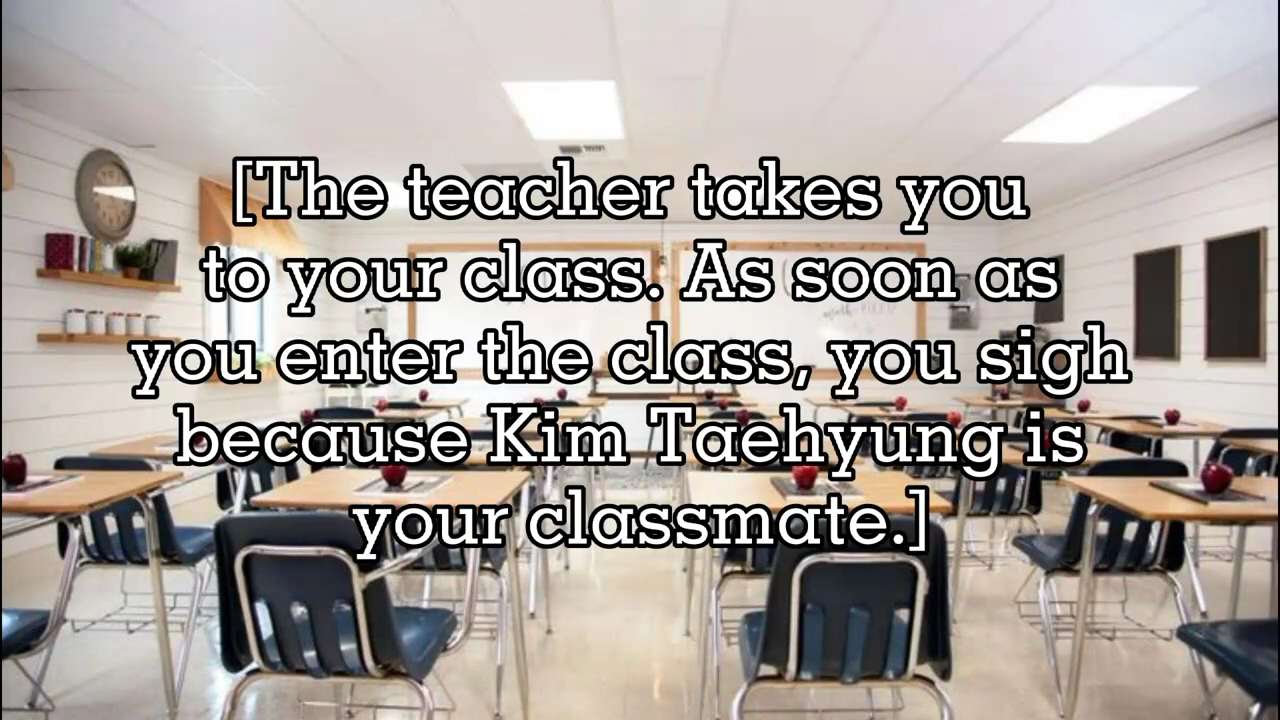 [The teacher takes you
to your class. As soon as
you enter the class, you sigh
because Kim Taehyung is
your classmate.]